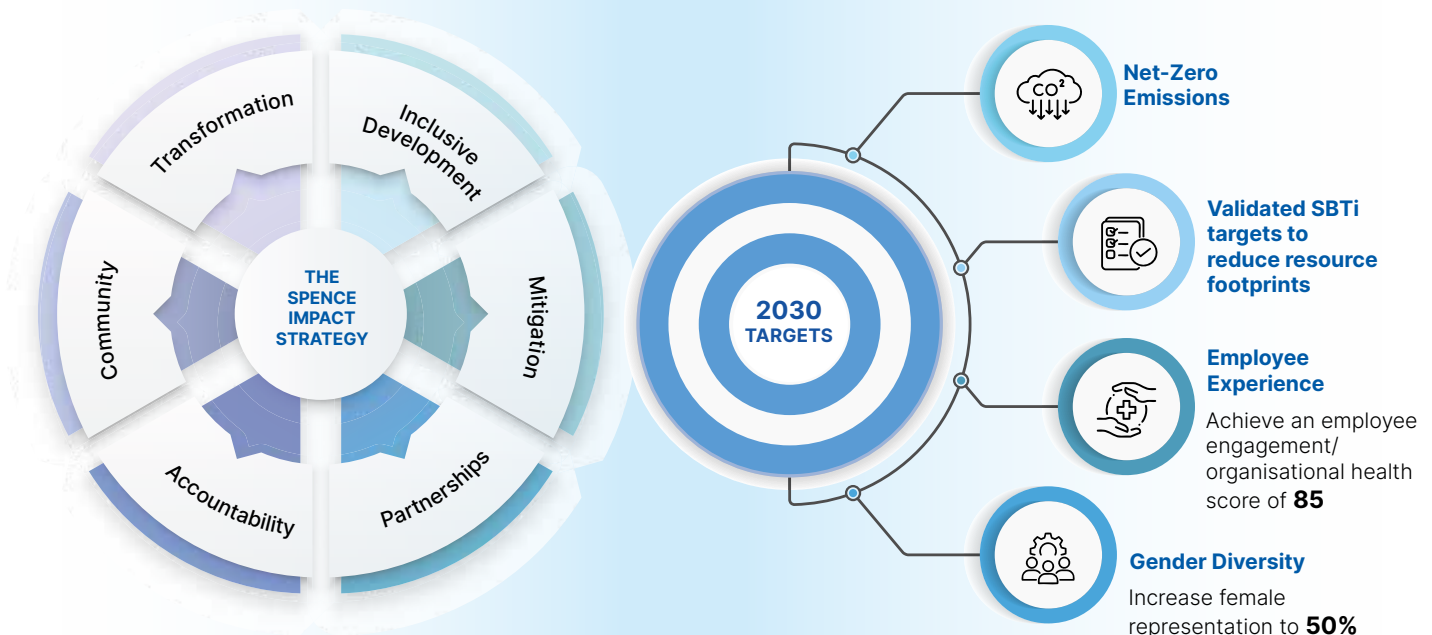 Transformation
Inclusive
Development
Community
Mitigation
Accountability
Partnerships
THE
SPENCE
IMPACT
STRATEGY
2030
TARGETS
CO²
Net-Zero
Emissions
Validated SBTi
targets to
reduce resource
footprints
Employee
Experience
Achieve an employee
engagement/
organisational health
score of 85
Gender Diversity
Increase female
representation to 50%